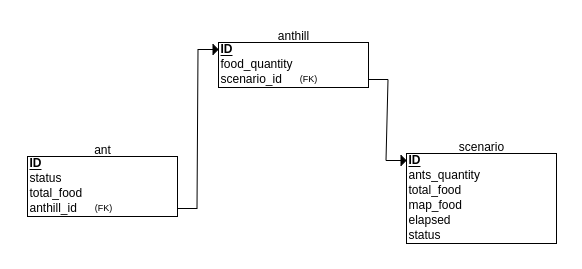 anthill
ID
food_quantity
scenario_id (FK)
ant
ID
status
total_food
anthill_id (FK)
scenario
ID
ants_quantity
total_food
map_food
elapsed
status